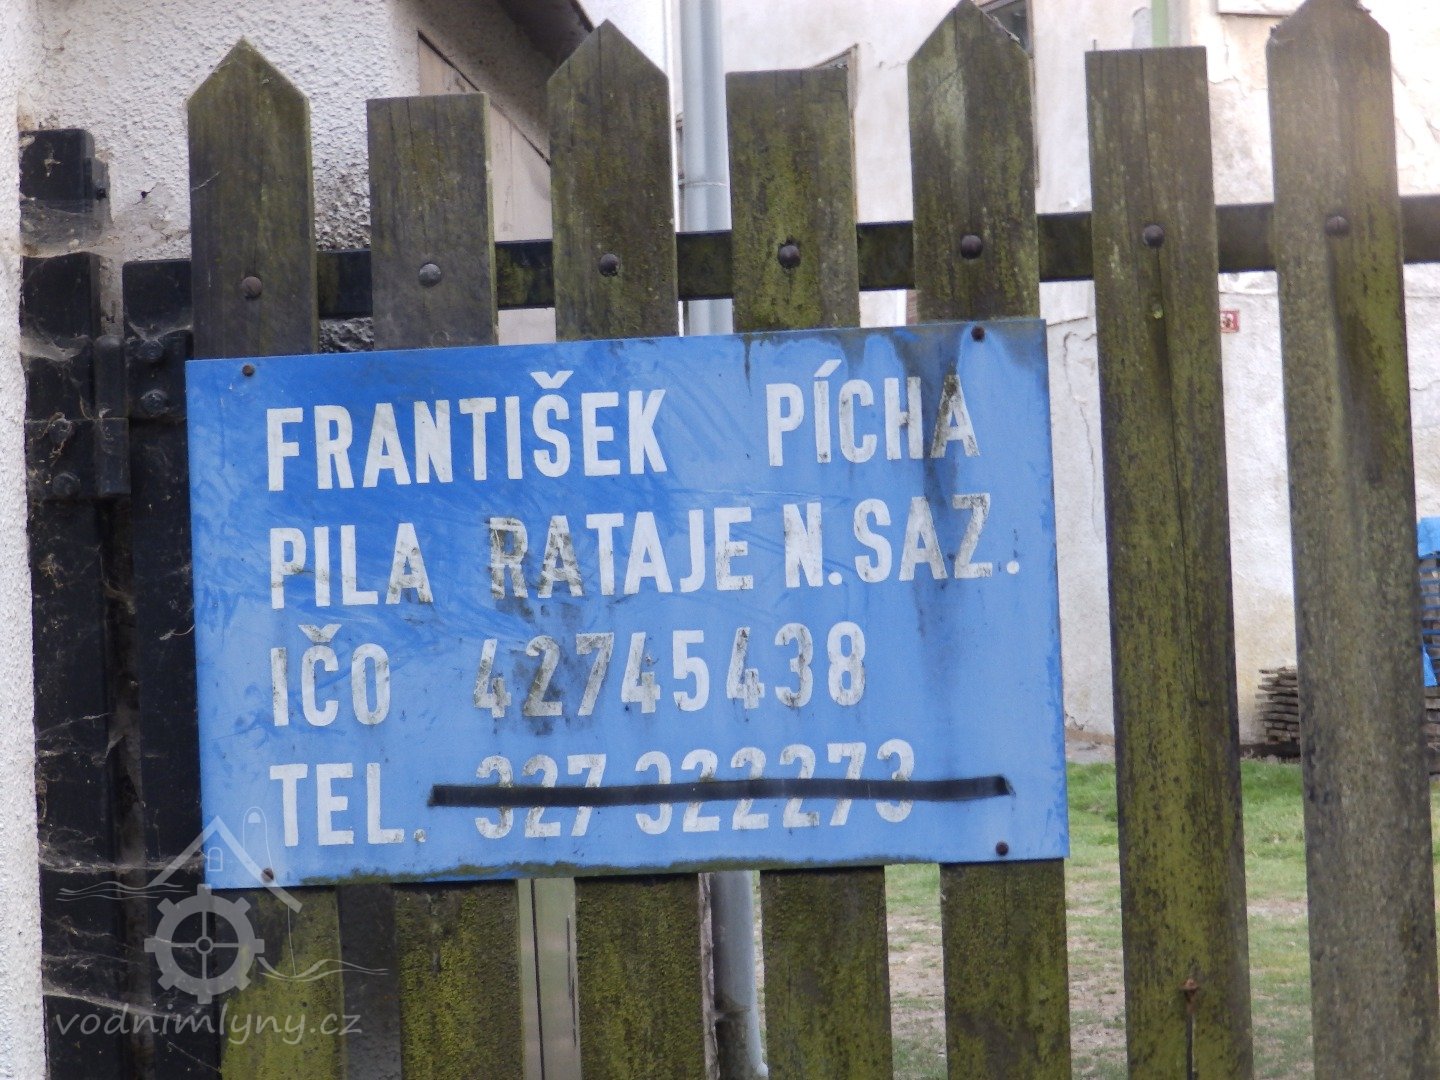 FRANTIŠEK PÍCHA
PILA RATAJE N. SAZ.
IČO 42745438
TEL. 327 322273
vodnimlyny.cz